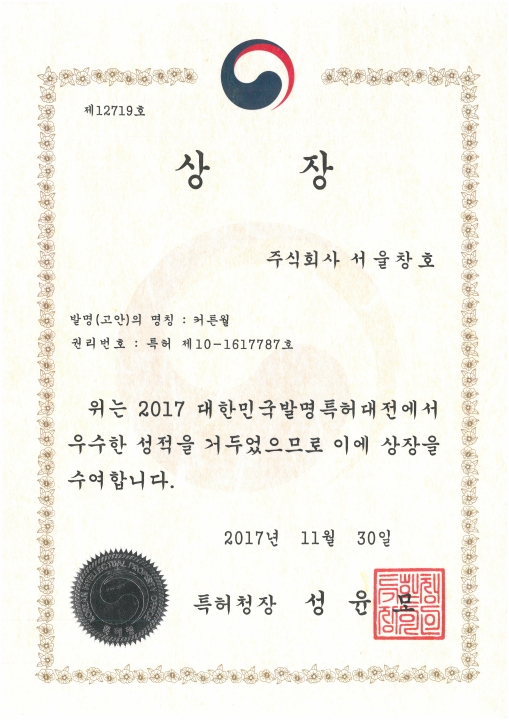 제12719호
상 장
주식회사 서울창호
발명(고안)의 명칭 : 커튼월
권리번호 : 특허 제10-1617787호
위는 2017 대한민국발명특허대전에서
우수한 성적을 거두었으므로 이에 상장을
수여합니다.
2017년 11월 30일
특허청장 성 윤 모